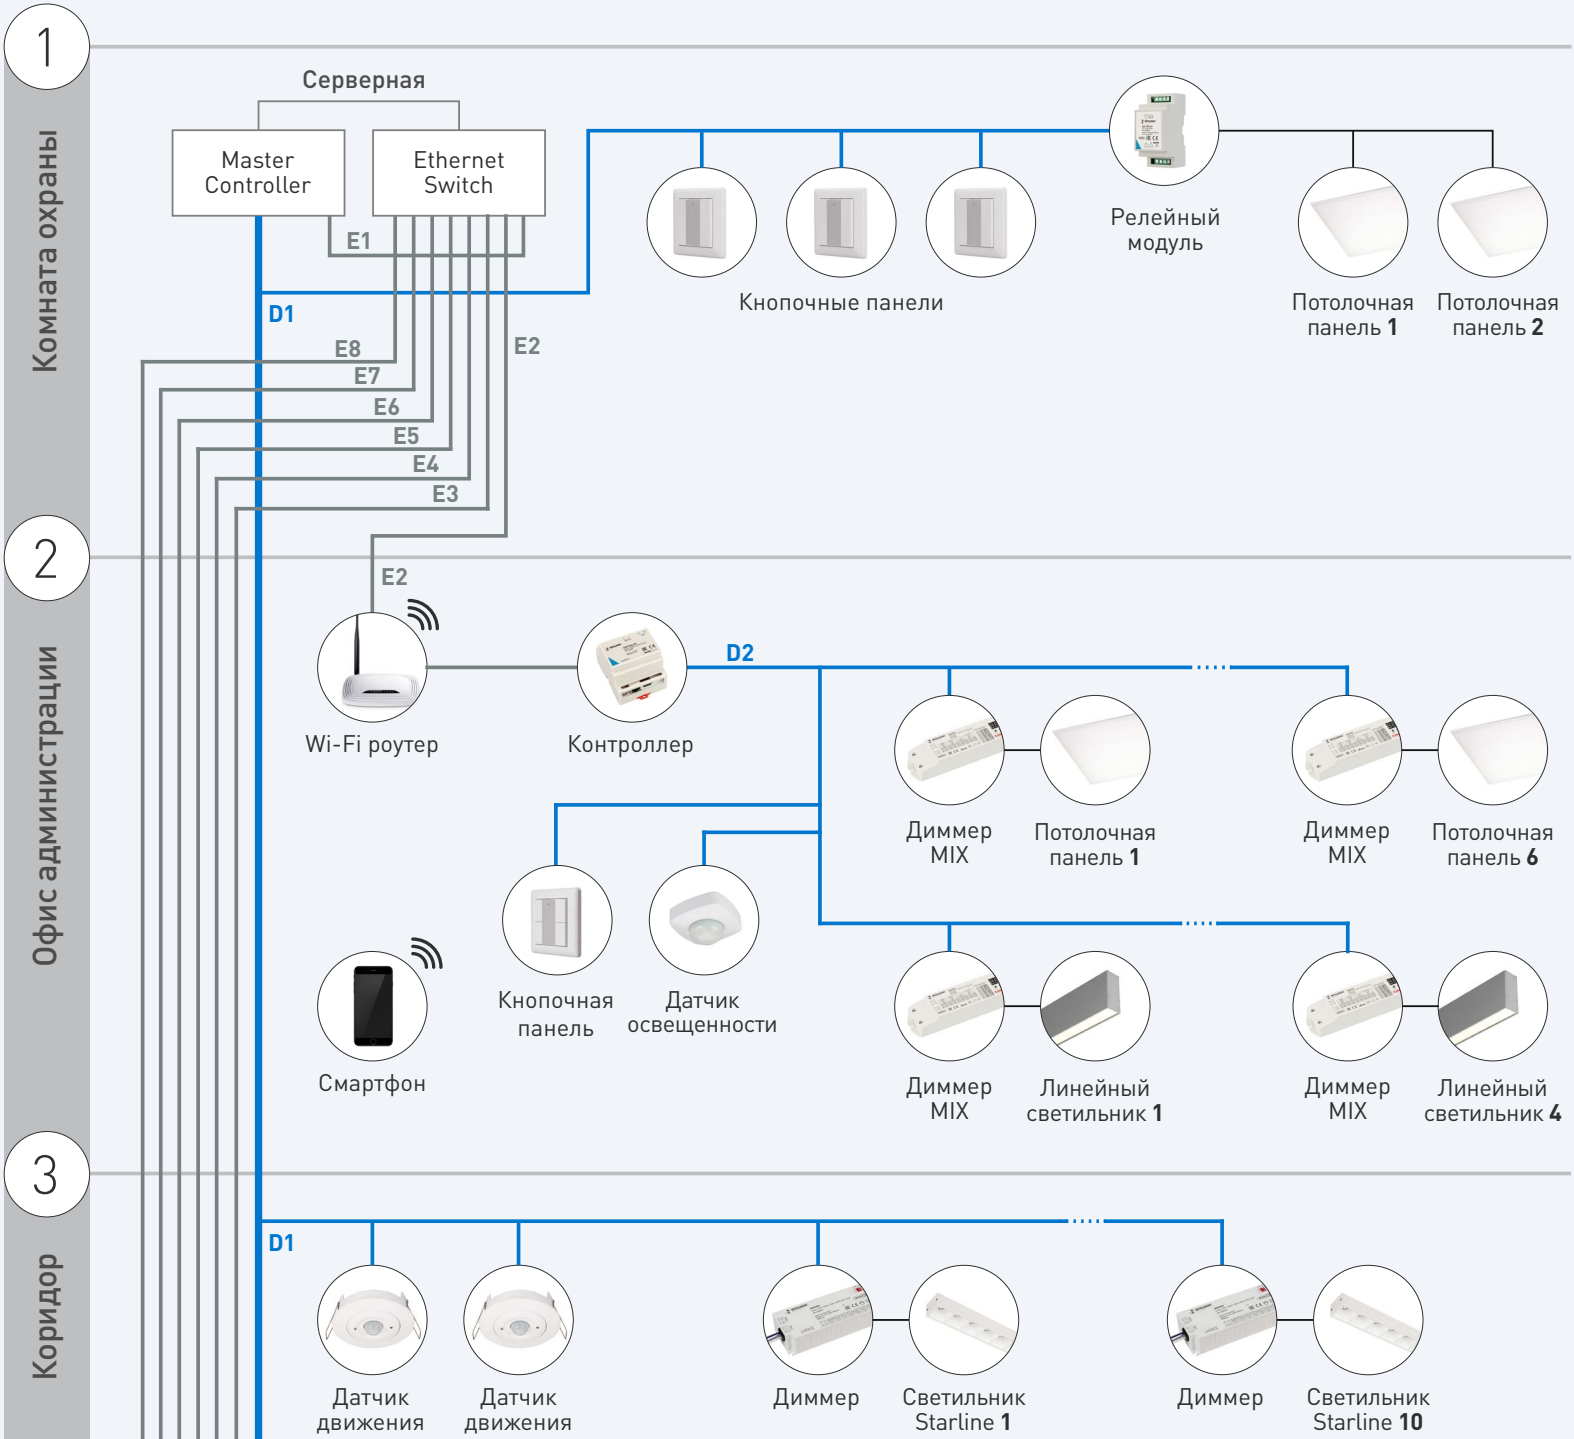 1
Комната охраны
Серверная
Master
Controller
Ethernet
Switch
E1
D1
E8
E7
E6
E5
E4
E3
E2
Кнопочные панели
Релейный
модуль
Потолочная
панель 1
Потолочная
панель 2
2
Офис администрации
E2
Wi-Fi роутер
Контроллер
D2
Диммер
MIX
Потолочная
панель 1
Диммер
MIX
Потолочная
панель 6
Кнопочная
панель
Датчик
освещенности
Смартфон
Диммер
MIX
Линейный
светильник 1
Диммер
MIX
Линейный
светильник 4
3
Коридор
D1
Датчик
движения
Датчик
движения
Диммер
Светильник
Starline 1
Диммер
Светильник
Starline 10